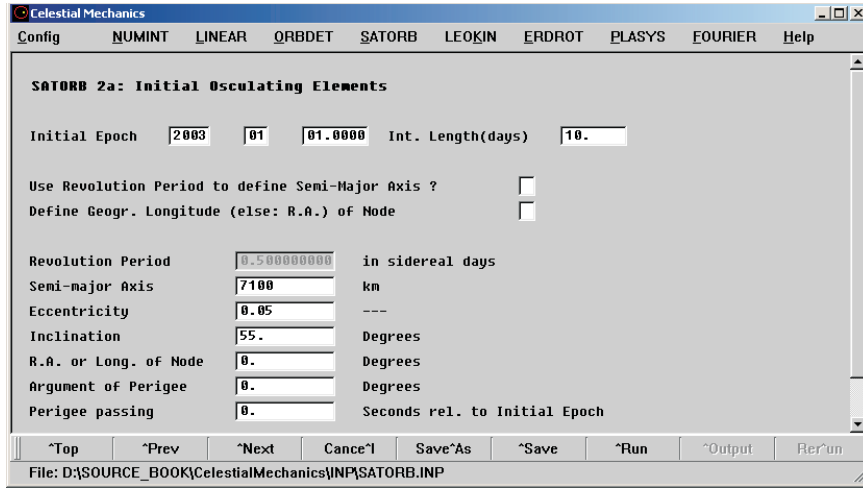 Celestial Mechanics
Config NUMINT LINEAR ORBDET SATORB LEOKIN ERDROT PLASYS FOURIER Help
SATORB 2a: Initial Osculating Elements
Initial Epoch 2003 01 01.0000 Int. Length(days) 10.
Use Revolution Period to define Semi-Major Axis ?
Define Geogr. Longitude (else: R.A.) of Node
Revolution Period 0.500000000 in sidereal days
Semi-major Axis 7100 km
Eccentricity 0.05 ---
Inclination 55. Degrees
R.A. or Long. of Node 0. Degrees
Argument of Perigee 0. Degrees
Perigee passing 0. Seconds rel. to Initial Epoch
^Top ^Prev ^Next Cance^l Save^As ^Save ^Run ^Output Rer^un
File: D:\SOURCE_BOOK\CelestialMechanics\INP\SATORB.INP